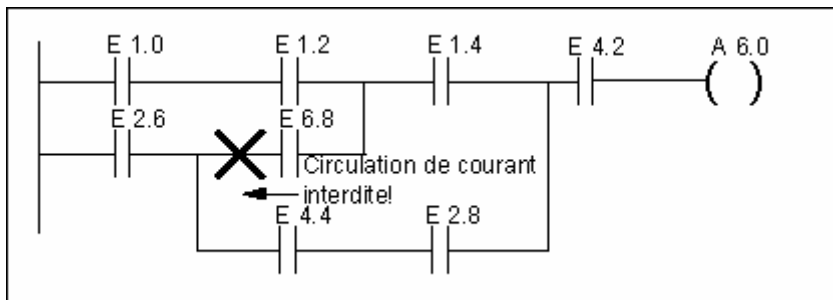 E 1.0 E 1.2 E 1.4 E 4.2 A 6.0
E 2.6 E 6.8
Circulation de courant
interdite!
E 4.4 E 2.8